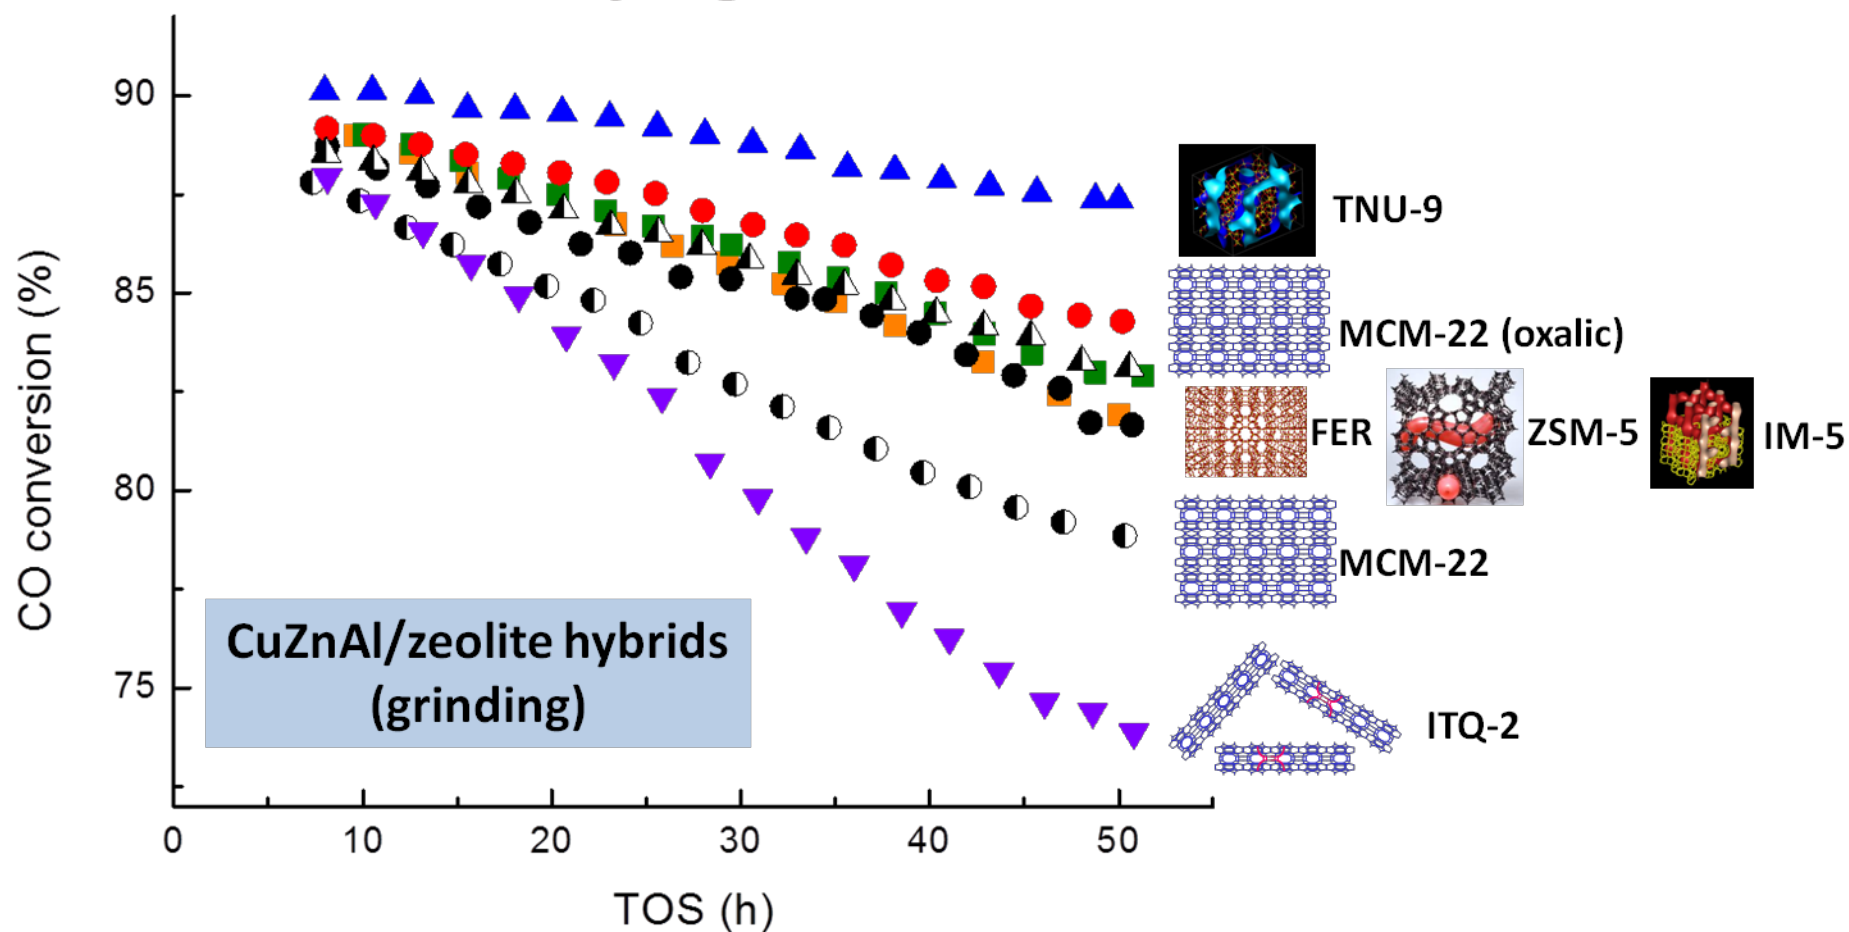 90
85
80
75
CO conversion (%)
0 10 20 30 40 50
TOS (h)
CuZnAl/zeolite hybrids
(grinding)
TNU-9
MCM-22 (oxalic)
FER
ZSM-5
IM-5
MCM-22
ITQ-2